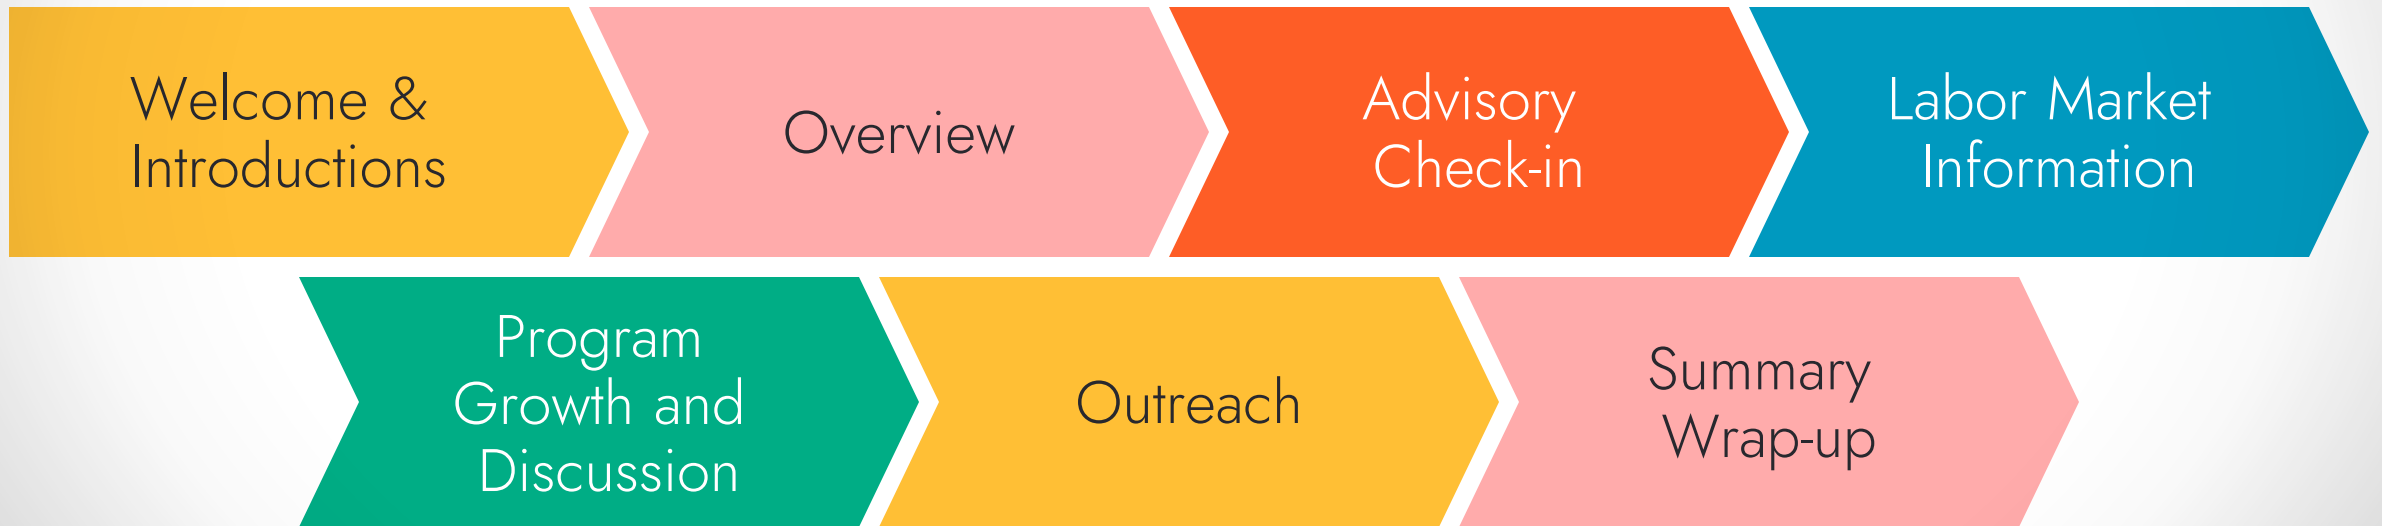 Welcome &
Introductions
Overview
Advisory
Check-in
Labor Market
Information
Program
Growth and
Discussion
Outreach
Summary
Wrap-up